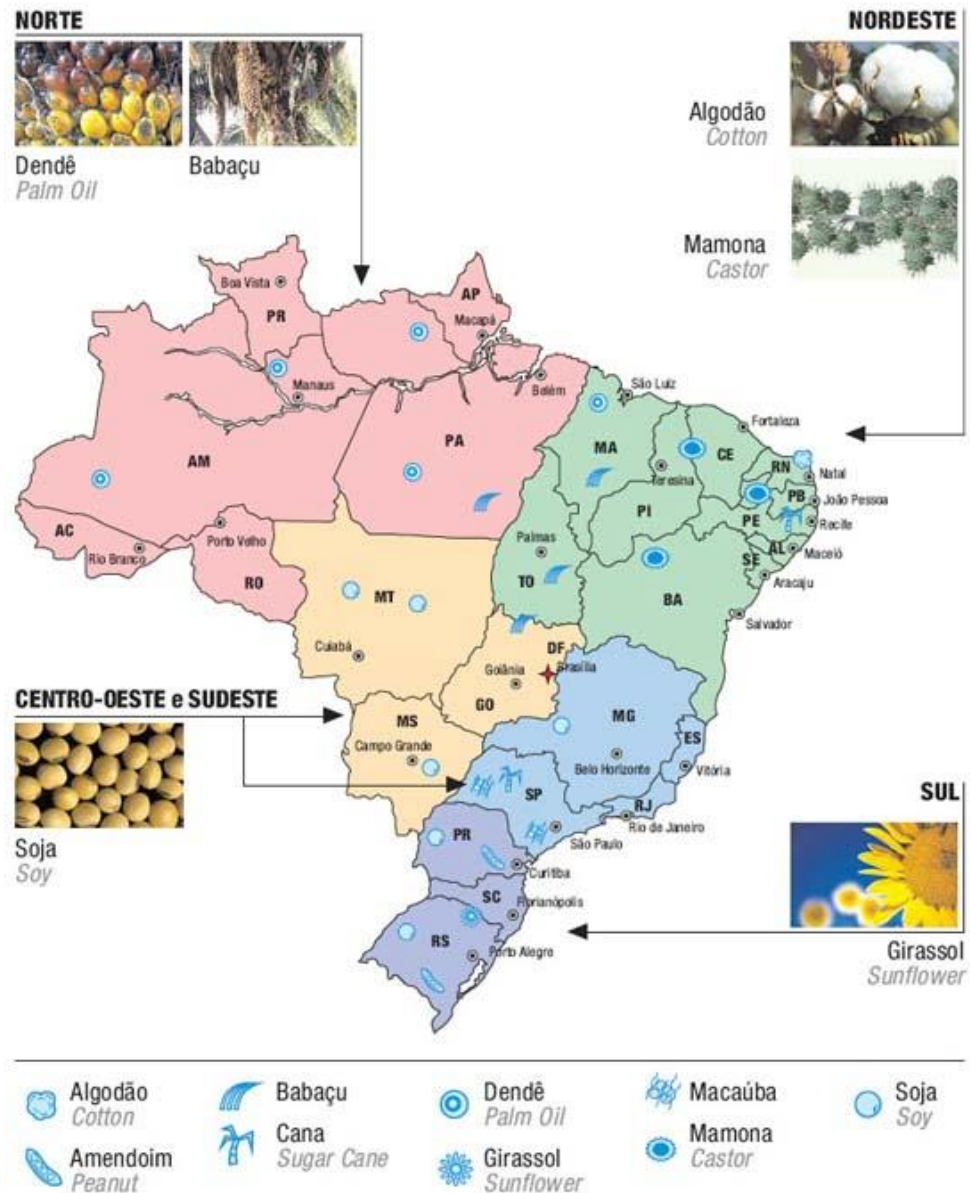 NORTE
Dendê
Palm Oil
Babaçu
NORDESTE
Algodão
Cotton
Mamona
Castor
Boa Vista
PR
AP
Macapá
Manaus
Belém
São Luiz
Fortaleza
PA
MA
CE
AM
Teresina
RN
Natal
PB
João Pessoa
PI
PE
Recife
AC
Porto Velho
Palmas
AL
Maceió
Rio Branco
SE
Aracaju
RO
MT
TO
BA
Salvador
Cuiabá
DF
Goiânia
Brasília
GO
CENTRO-OESTE e SUDESTE
Soja
Soy
MS
Campo Grande
MG
ES
Belo Horizonte
Vitória
SP
RJ
Rio de Janeiro
São Paulo
PR
Curitiba
SC
Florianópolis
RS
Porto Alegre
SUL
Girassol
Sunflower
Algodão
Cotton
Amendoim
Peanut
Babaçu
Cana
Sugar Cane
Dendê
Palm Oil
Girassol
Sunflower
Macaúba
Mamona
Castor
Soja
Soy